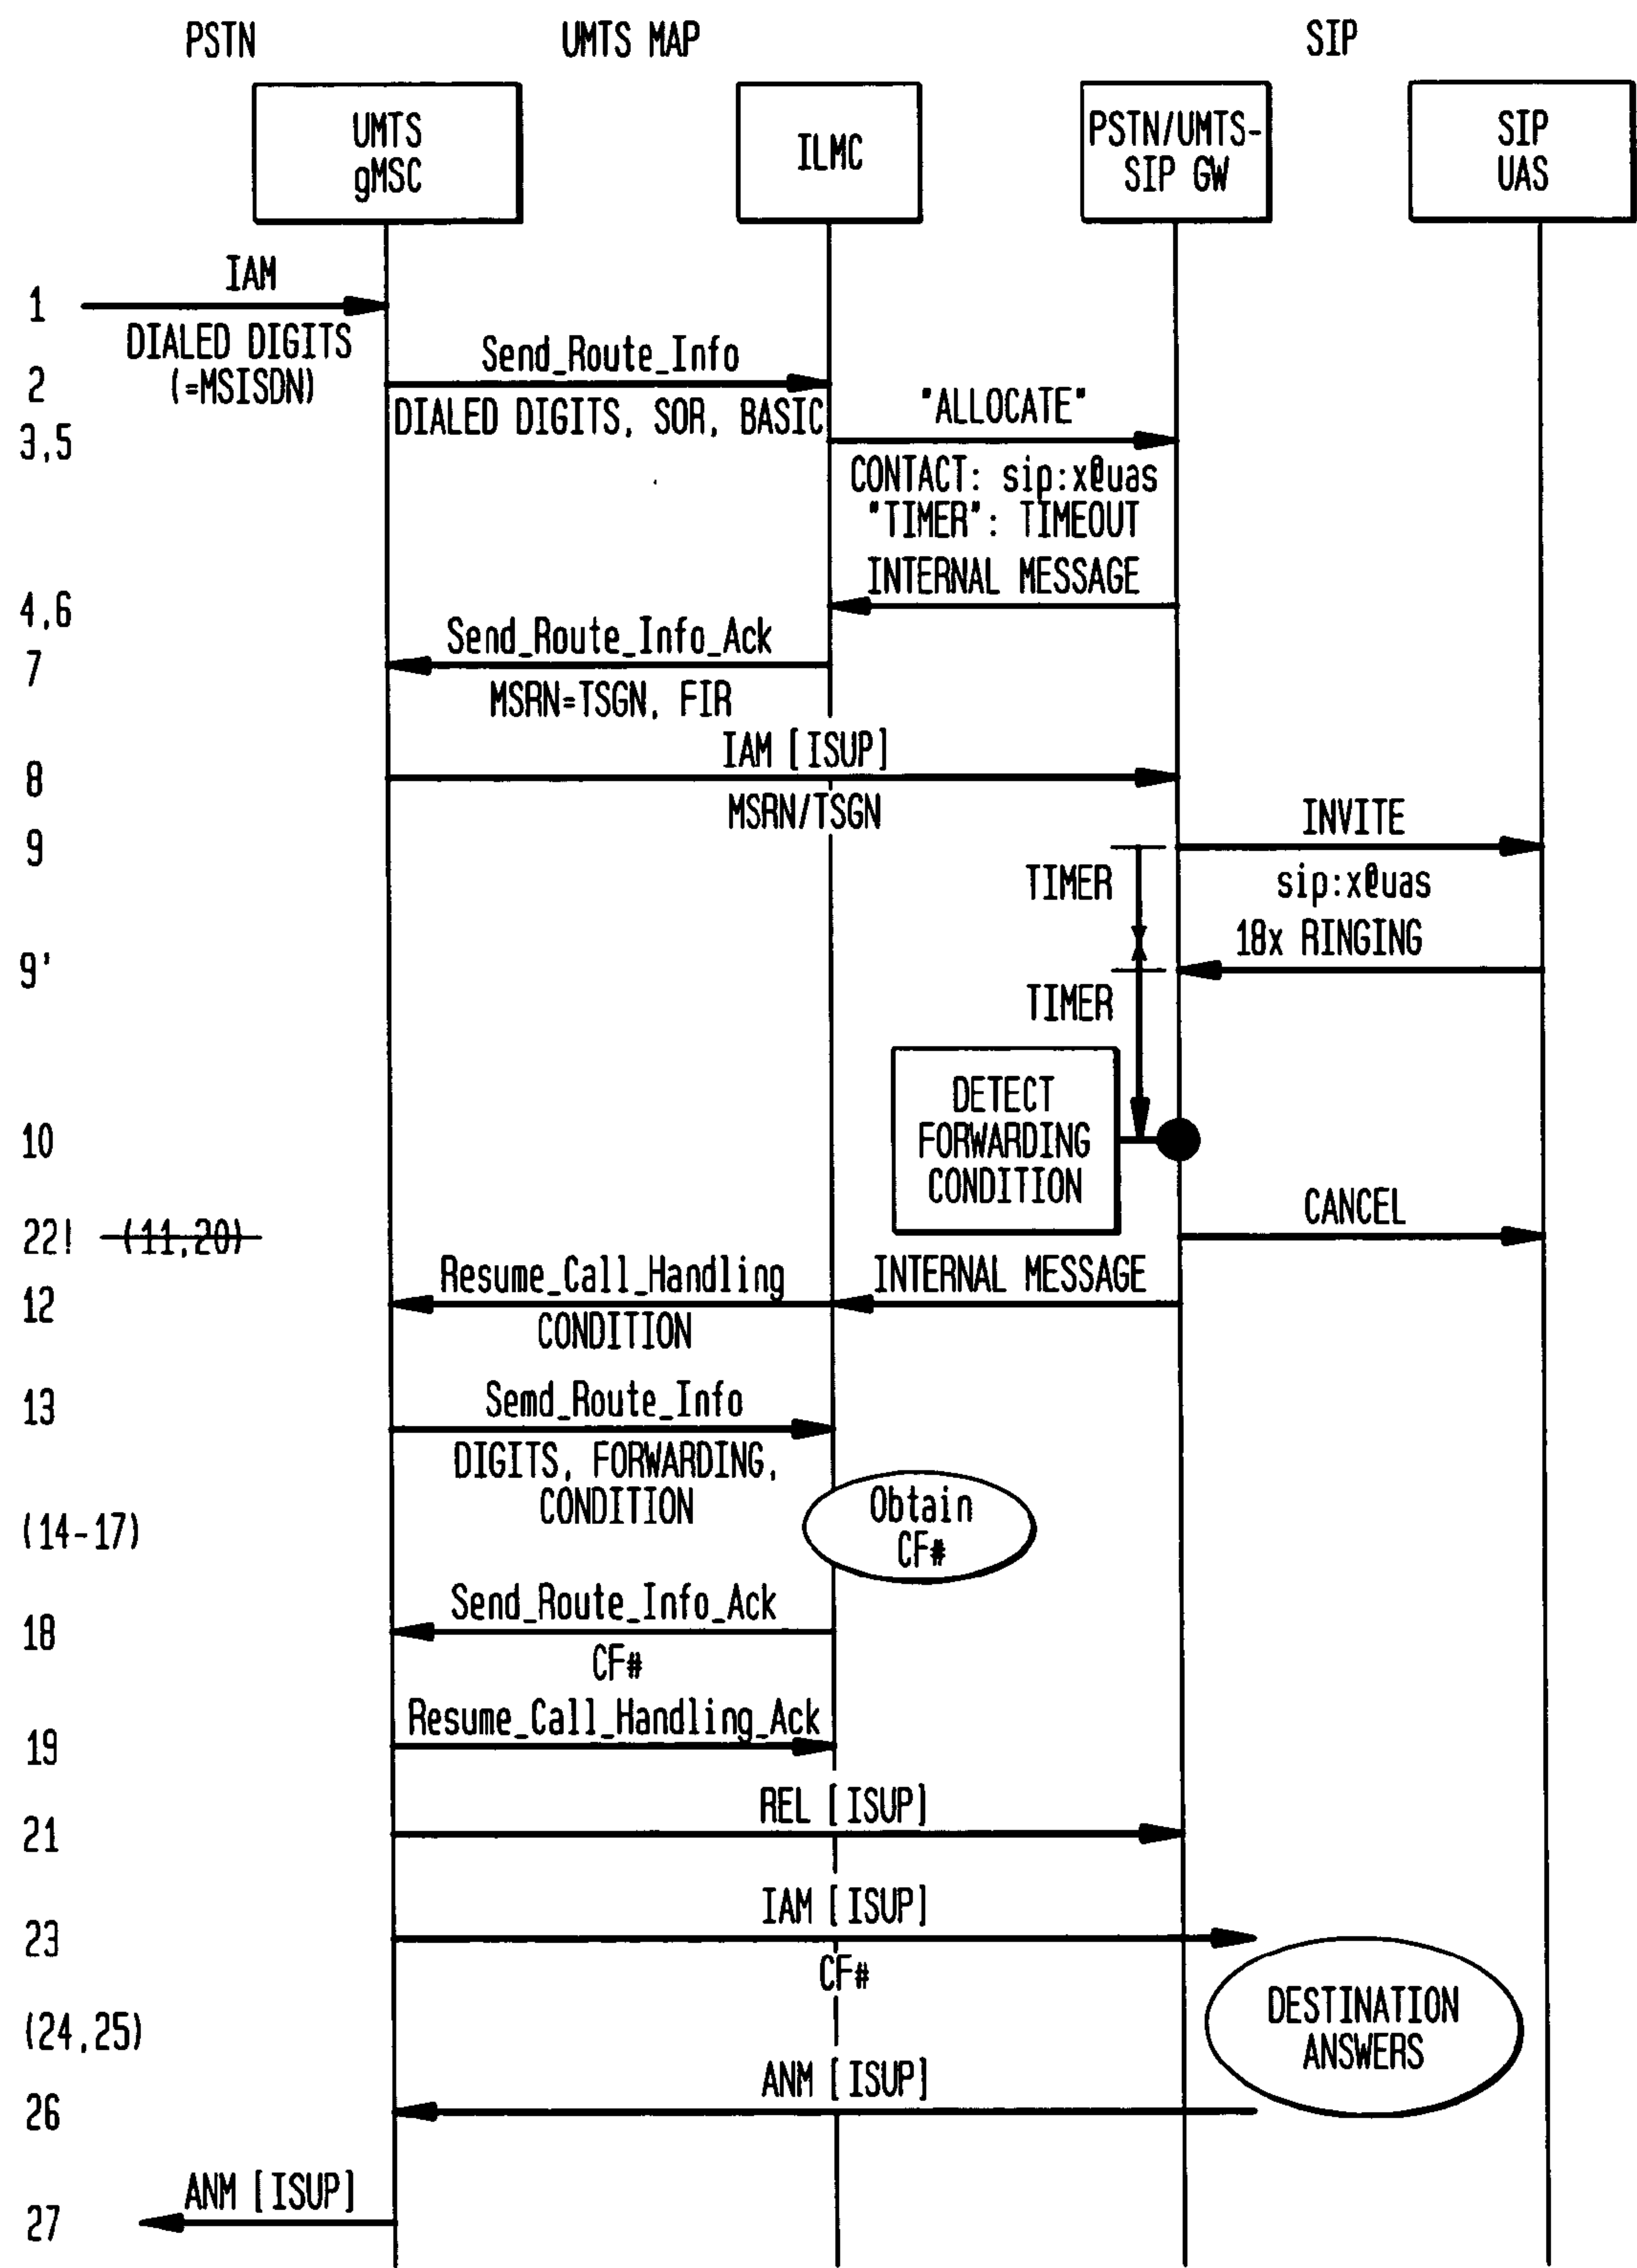 PSTN
UMTS MAP
SIP
UMTS
gMSC
ILMC
PSTN/UMTS-
SIP GW
SIP
UAS
IAM
1
DIALED DIGITS
(=MSISDN)
Send_Route_Info
2
DIALED DIGITS, SOR, BASIC
"ALLOCATE"
3,5
CONTACT: sip:x@uas
"TIMER": TIMEOUT
INTERNAL MESSAGE
4,6
Send_Route_Info_Ack
7
MSRN=TSGN, FIR
IAM [ISUP]
8
MSRN/TSGN
INVITE
9
TIMER
sip:x@uas
18x RINGING
9'
TIMER
DETECT
FORWARDING
CONDITION
10
CANCEL
22! (11,20)
Resume_Call_Handling
INTERNAL MESSAGE
12
CONDITION
Semd_Route_Info
13
DIGITS, FORWARDING,
CONDITION
Obtain
CF#
(14-17)
Send_Route_Info_Ack
18
CF#
Resume_Call_Handling_Ack
19
REL [ISUP]
21
IAM [ISUP]
23
CF#
DESTINATION
ANSWERS
(24,25)
ANM [ISUP]
26
ANM [ISUP]
27